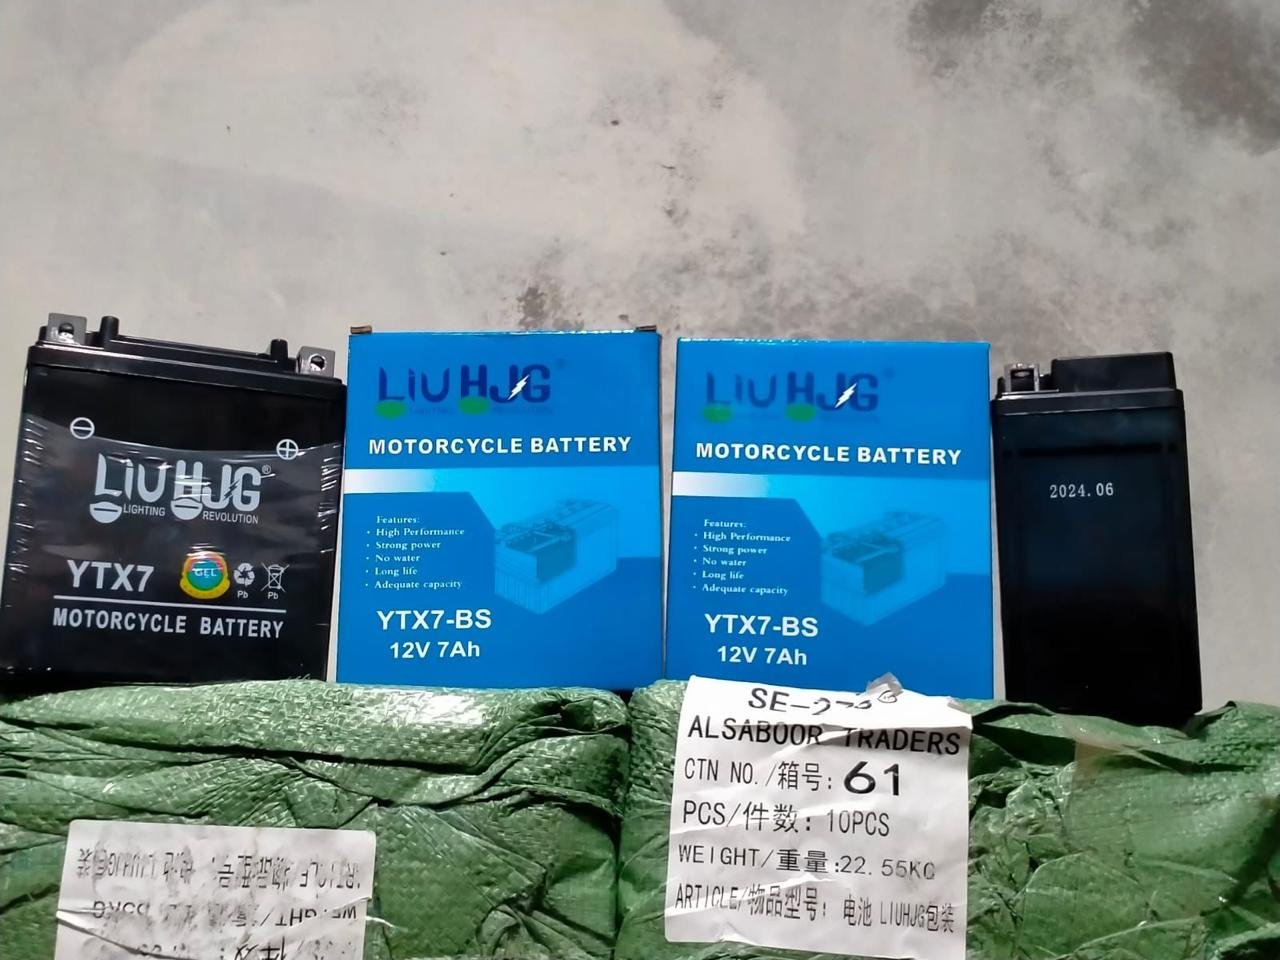 ⊖
⊕
LiUHJG®
LIGHTING REVOLUTION
YTX7
GEL
Pb Pb
MOTORCYCLE BATTERY
LiUHJG®
LIGHTING REVOLUTION
MOTORCYCLE BATTERY
Features:
· High Performance
· Strong power
· No water
· Long life
· Adequate capacity
YTX7-BS
12V 7Ah
LiUHJG®
LIGHTING REVOLUTION
MOTORCYCLE BATTERY
Features:
· High Performance
· Strong power
· No water
· Long life
· Adequate capacity
YTX7-BS
12V 7Ah
2024.06
ALSABOOR TRADERS
CTN NO./箱号: 61
PCS/件数: 10PCS
WEIGHT/重量:22.55KG
ARTICLE/物品型号: 电池 LIUHJG包装